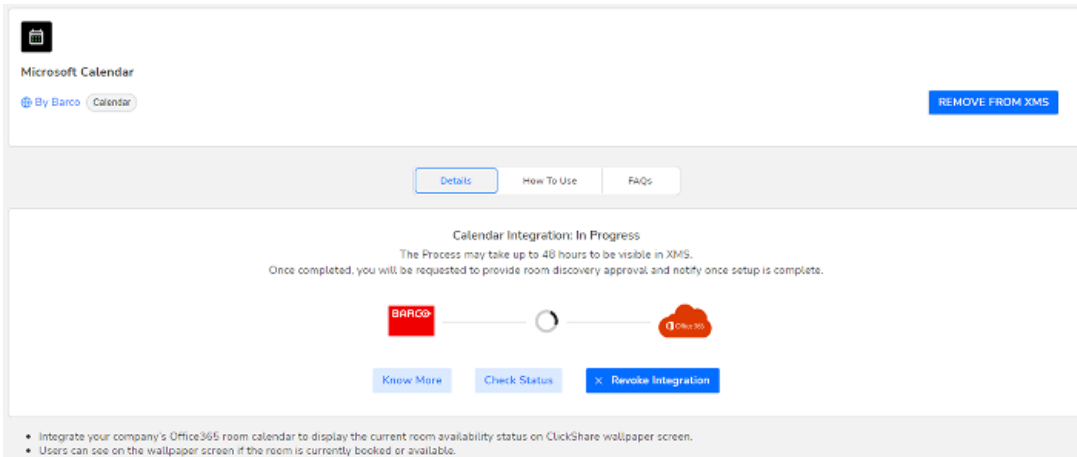 Microsoft Calendar
By Barco Calendar
REMOVE FROM XMS
Details How To Use FAQs
Calendar Integration: In Progress
The Process may take up to 48 hours to be visible in XMS.
Once completed, you will be requested to provide room discovery approval and notify once setup is complete.
BARCO Office 365
Know More Check Status × Revoke Integration
• Integrate your company's Office365 room calendar to display the current room availability status on ClickShare wallpaper screen.
• Users can see on the wallpaper screen if the room is currently booked or available.